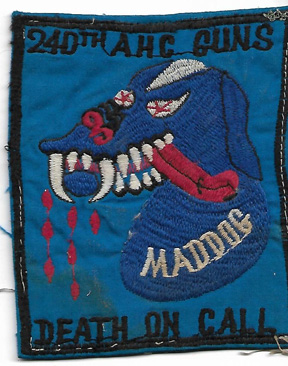 240TH AHC GUNS
MADDOG
DEATH ON CALL